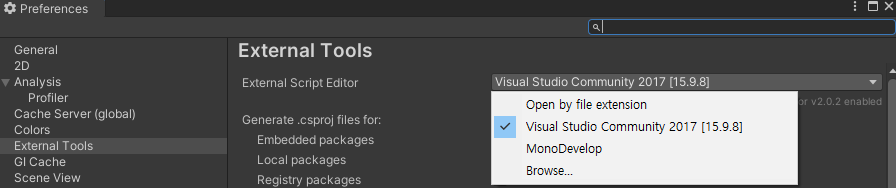 Preferences
General
2D
Analysis
Profiler
Cache Server (global)
Colors
External Tools
GI Cache
Scene View
External Tools
External Script Editor
Visual Studio Community 2017 [15.9.8]
or v2.0.2 enabled
Open by file extension
Visual Studio Community 2017 [15.9.8]
MonoDevelop
Browse...
Generate .csproj files for:
Embedded packages
Local packages
Registry packages